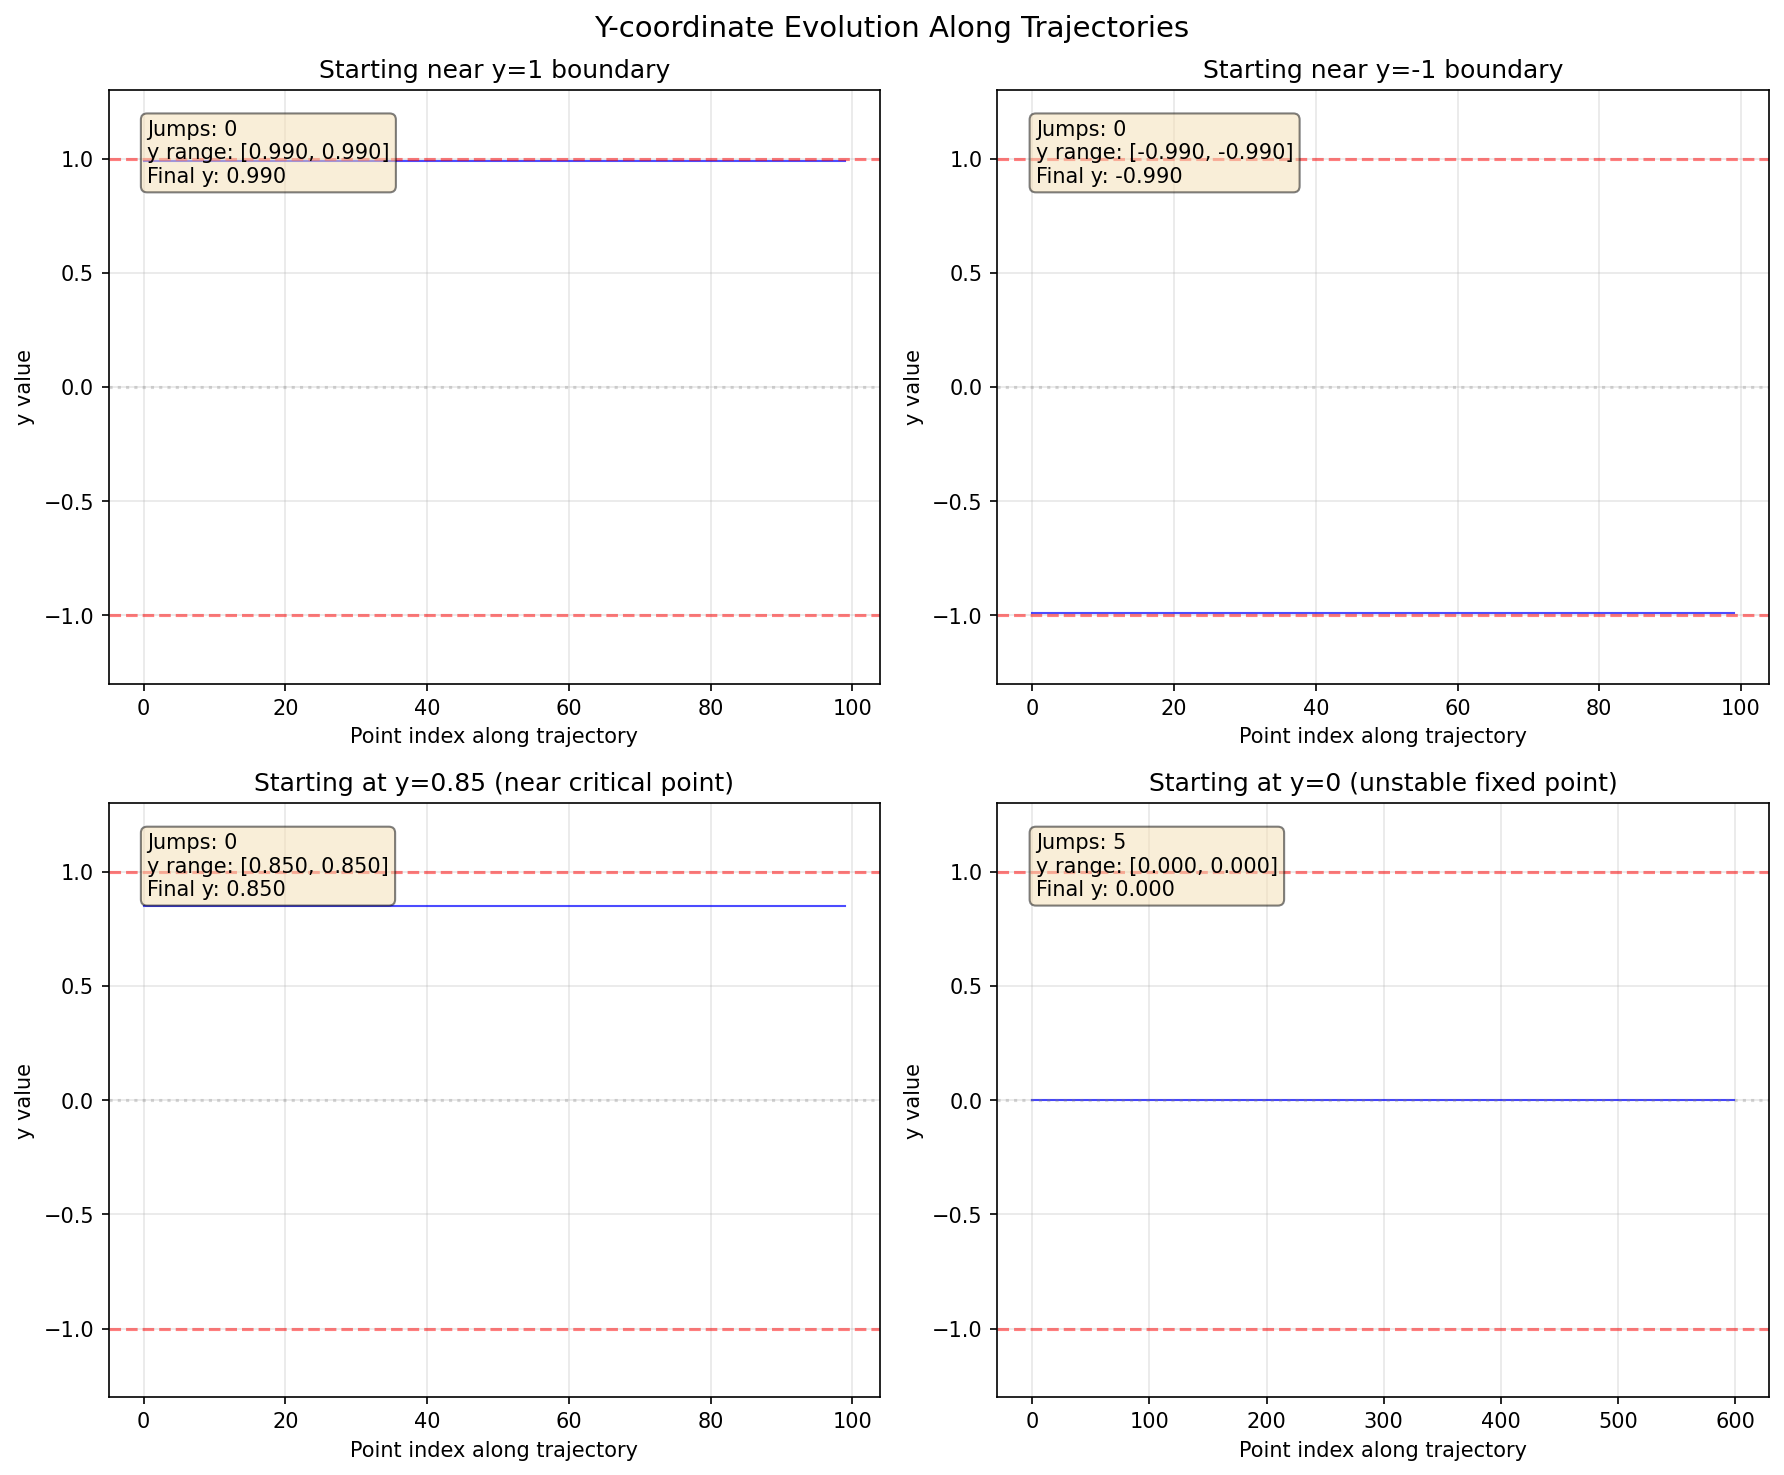 Y-coordinate Evolution Along Trajectories
Starting near y=1 boundary
Jumps: 0
y range: [0.990, 0.990]
Final y: 0.990
1.0
0.5
0.0
−0.5
−1.0
y value
0 20 40 60 80 100
Point index along trajectory
Starting near y=-1 boundary
Jumps: 0
y range: [-0.990, -0.990]
Final y: -0.990
1.0
0.5
0.0
−0.5
−1.0
y value
0 20 40 60 80 100
Point index along trajectory
Starting at y=0.85 (near critical point)
Jumps: 0
y range: [0.850, 0.850]
Final y: 0.850
1.0
0.5
0.0
−0.5
−1.0
y value
0 20 40 60 80 100
Point index along trajectory
Starting at y=0 (unstable fixed point)
Jumps: 5
y range: [0.000, 0.000]
Final y: 0.000
1.0
0.5
0.0
−0.5
−1.0
y value
0 100 200 300 400 500 600
Point index along trajectory